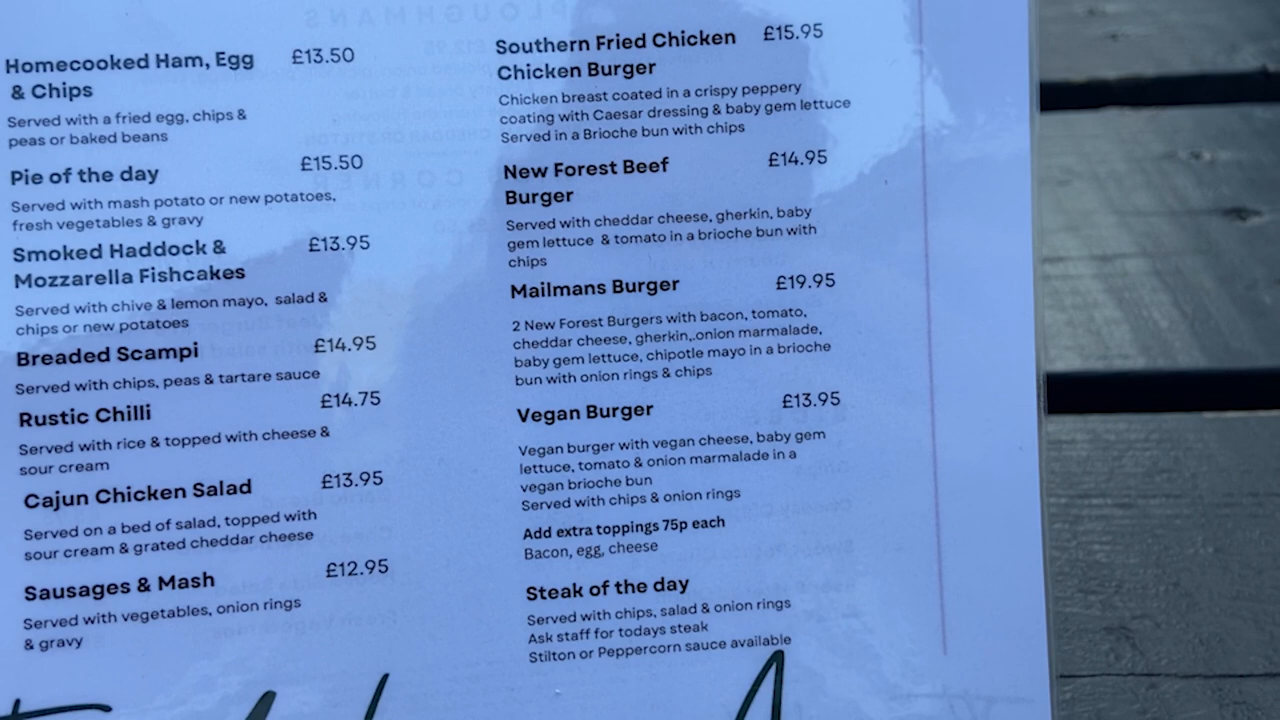 Homecooked Ham, Egg £13.50
& Chips
Served with a fried egg, chips &
peas or baked beans
Pie of the day £15.50
Served with mash potato or new potatoes,
fresh vegetables & gravy
Smoked Haddock & £13.95
Mozzarella Fishcakes
Served with chive & lemon mayo, salad &
chips or new potatoes
Breaded Scampi £14.95
Served with chips, peas & tartare sauce
Rustic Chilli £14.75
Served with rice & topped with cheese &
sour cream
Cajun Chicken Salad £13.95
Served on a bed of salad, topped with
sour cream & grated cheddar cheese
Sausages & Mash £12.95
Served with vegetables, onion rings
& gravy
Southern Fried Chicken £15.95
Chicken Burger
Chicken breast coated in a crispy peppery
coating with Caesar dressing & baby gem lettuce
Served in a Brioche bun with chips
New Forest Beef £14.95
Burger
Served with cheddar cheese, gherkin, baby
gem lettuce & tomato in a brioche bun with
chips
Mailmans Burger £19.95
2 New Forest Burgers with bacon, tomato,
cheddar cheese, gherkin,.onion marmalade,
baby gem lettuce, chipotle mayo in a brioche
bun with onion rings & chips
Vegan Burger £13.95
Vegan burger with vegan cheese, baby gem
lettuce, tomato & onion marmalade in a
vegan brioche bun
Served with chips & onion rings
Add extra toppings 75p each
Bacon, egg, cheese
Steak of the day
Served with chips, salad & onion rings
Ask staff for todays steak
Stilton or Peppercorn sauce available